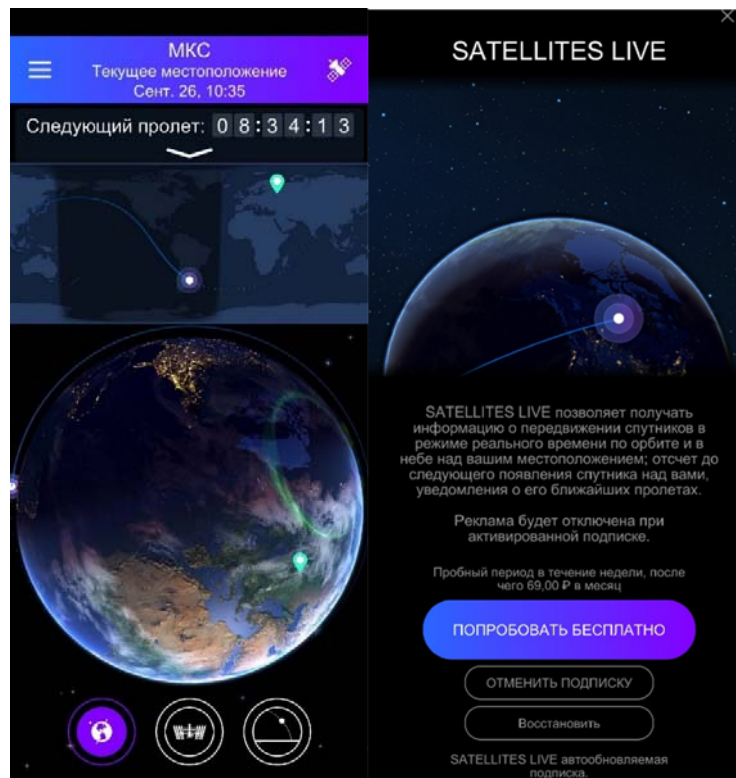 МКС
Текущее местоположение
Сент. 26, 10:35
Следующий пролет: 08:34:13
SATELLITES LIVE
SATELLITES LIVE позволяет получать
информацию о передвижении спутников в
режиме реального времени по орбите и в
небе над вашим местоположением; отсчет до
следующего появления спутника над вами,
уведомления о его ближайших пролетах.
Реклама будет отключена при
активированной подписке.
Пробный период в течение недели, после
чего 69,00 ₽ в месяц
ПОПРОБОВАТЬ БЕСПЛАТНО
ОТМЕНИТЬ ПОДПИСКУ
Восстановить
SATELLITES LIVE автообновляемая
подписка.